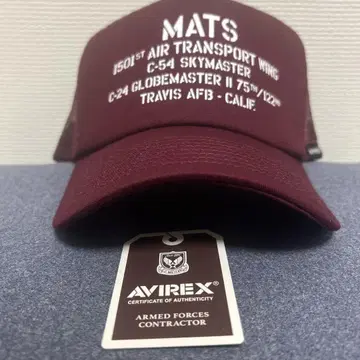 MATS
1501ST AIR TRANSPORT WING
C-54 SKYMASTER
C-24 GLOBEMASTER II 75TH/122ND
TRAVIS AFB - CALIF.
AVIREX®
CERTIFICATE OF AUTHENTICITY
ARMED FORCES
CONTRACTOR